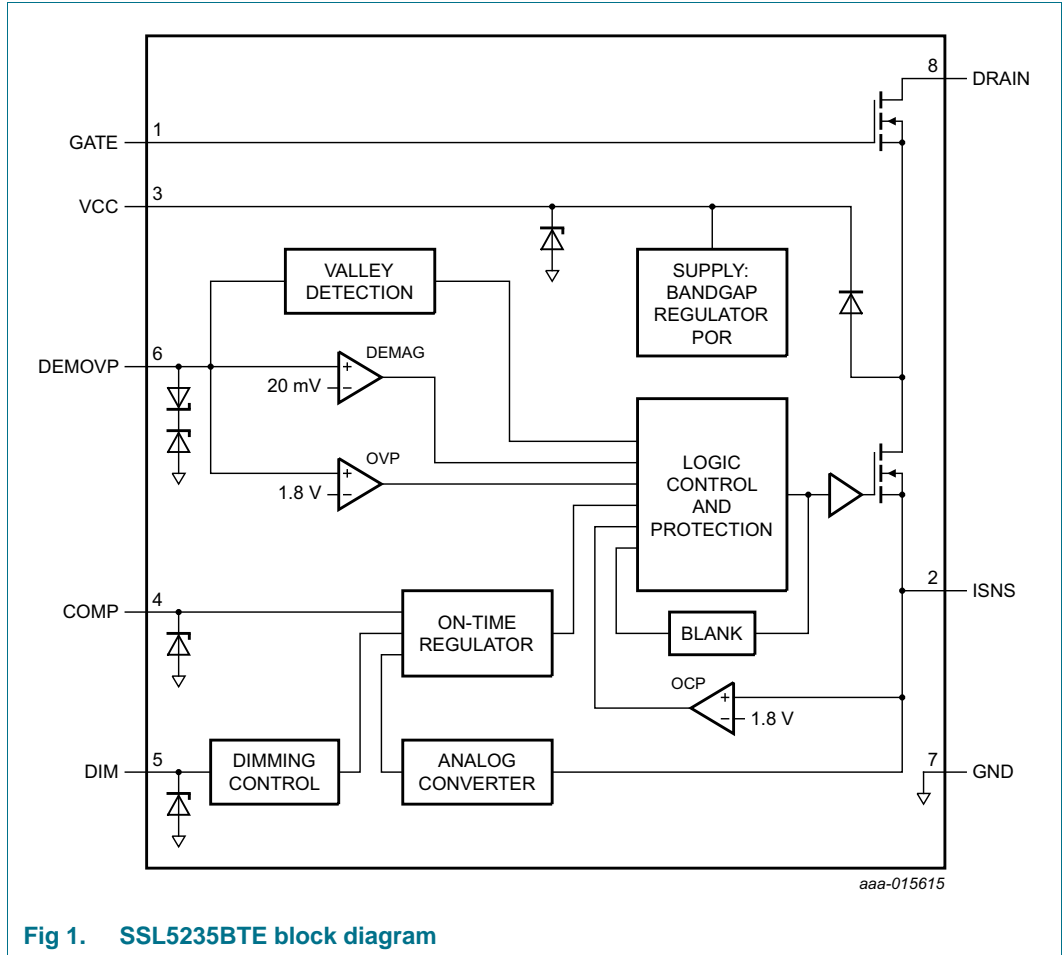 8
DRAIN
1
GATE
3
VCC
VALLEY
DETECTION
SUPPLY:
BANDGAP
REGULATOR
POR
6
DEMOVP
DEMAG
+
20 mV
−
OVP
+
1.8 V
−
LOGIC
CONTROL
AND
PROTECTION
2
ISNS
4
COMP
ON-TIME
REGULATOR
BLANK
OCP
+
−
1.8 V
5
DIM
DIMMING
CONTROL
ANALOG
CONVERTER
7
GND
aaa-015615
Fig 1. SSL5235BTE block diagram